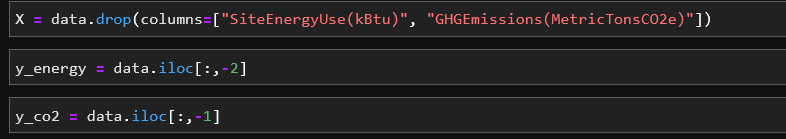 X = data.drop(columns=["SiteEnergyUse(kBtu)", "GHGEmissions(MetricTonsCO2e)"])
y_energy = data.iloc[:,-2]
y_co2 = data.iloc[:,-1]